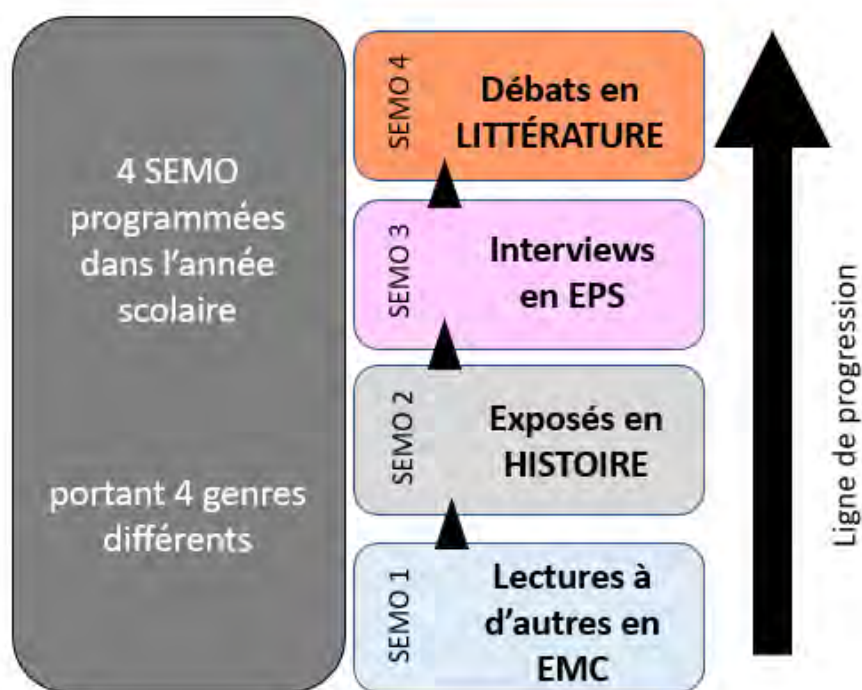 4 SEMO
programmées
dans l'année
scolaire
portant 4 genres
différents
SEMO 4
Débats en
LITTÉRATURE
SEMO 3
Interviews
en EPS
SEMO 2
Exposés en
HISTOIRE
SEMO 1
Lectures à
d'autres en
EMC
Ligne de progression